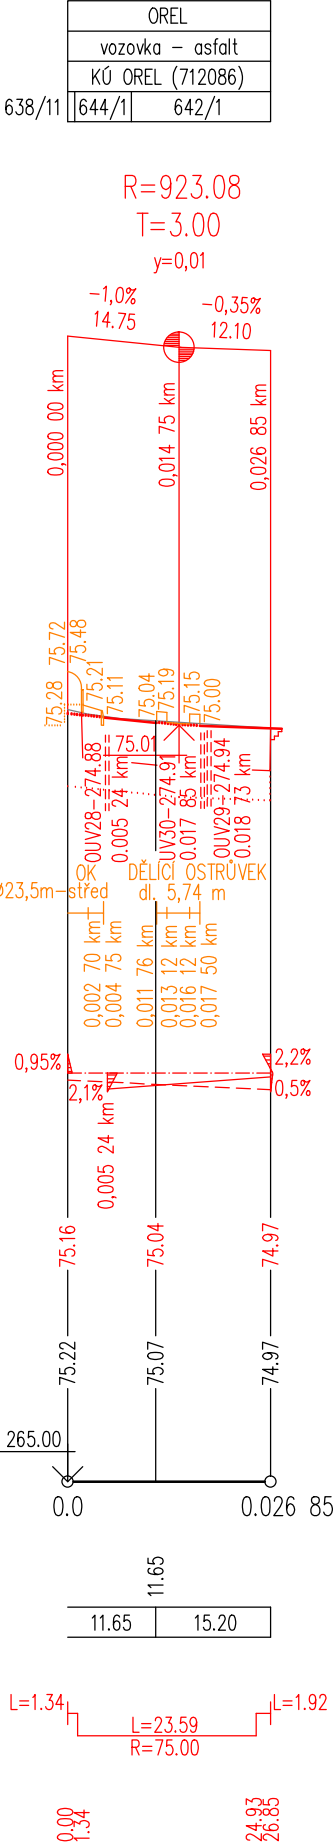 OREL
vozovka – asfalt
KÚ OREL (712086)
638/11 644/1 642/1
R=923.08
T=3.00
y=0,01
-1,0%
14.75
-0,35%
12.10
0,000 00 km
0,014 75 km
0,026 85 km
75.28
75.72
75.48
75.21
75.11
75.04
75.19
75.15
75.00
75.01
OUV28-274.88
0.005 24 km
UV30-274.91
0.017 85 km
OUV29-274.94
0.018 73 km
OK
Ø23,5m-střed
DĚLÍCÍ OSTRŮVEK
dl. 5,74 m
0,002 70 km
0,004 75 km
0,011 76 km
0,013 12 km
0,016 12 km
0,017 50 km
0,95%
2,1%
2,2%
0,5%
0,005 24 km
75.16
75.04
74.97
75.22
75.07
74.97
265.00
0.0
0.026 85
11.65
11.65 15.20
L=1.34
L=23.59
R=75.00
L=1.92
0.00
1.34
24.93
26.85